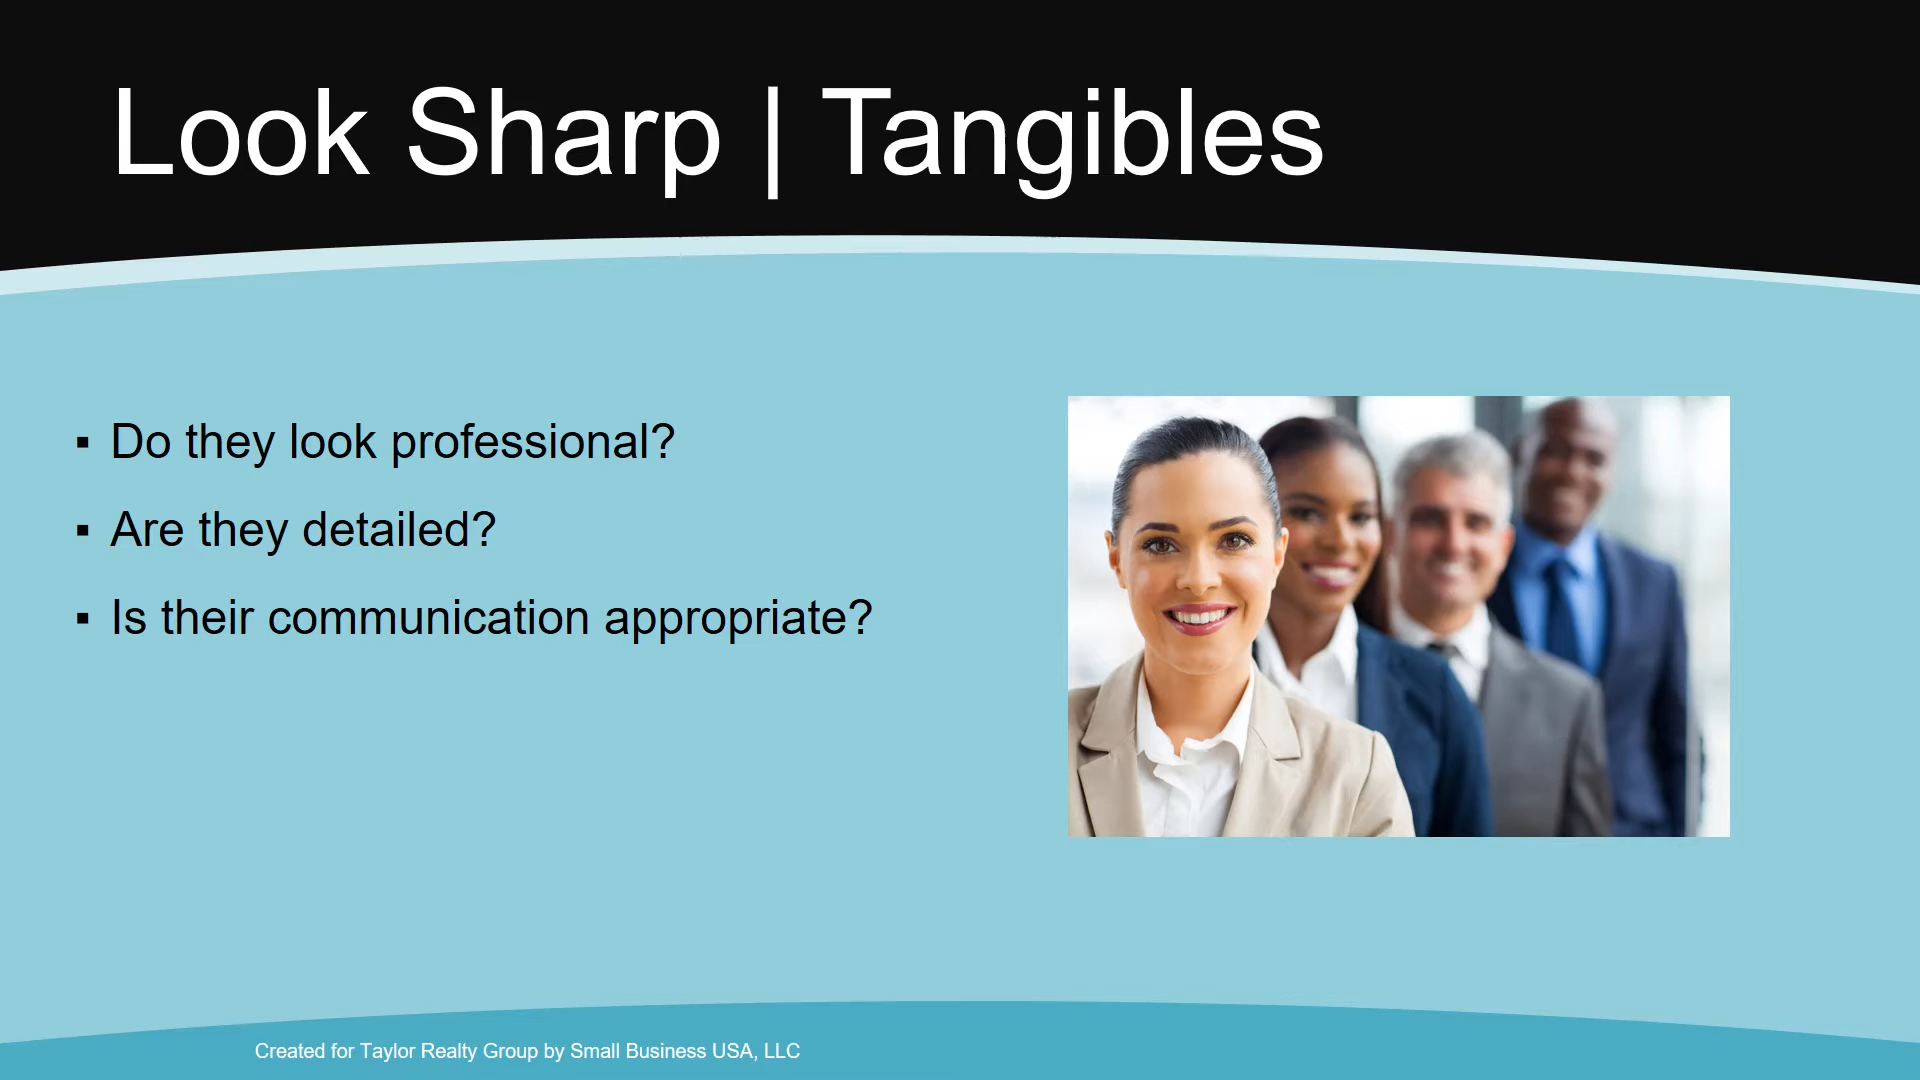 Look Sharp | Tangibles
▪ Do they look professional?
▪ Are they detailed?
▪ Is their communication appropriate?
Created for Taylor Realty Group by Small Business USA, LLC